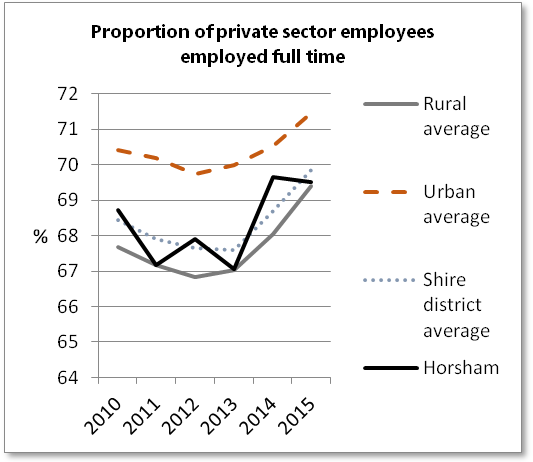 Proportion of private sector employees
employed full time
72
71
70
69
68
67
66
65
64
%
2010
2011
2012
2013
2014
2015
Rural
average
Urban
average
Shire
district
average
Horsham